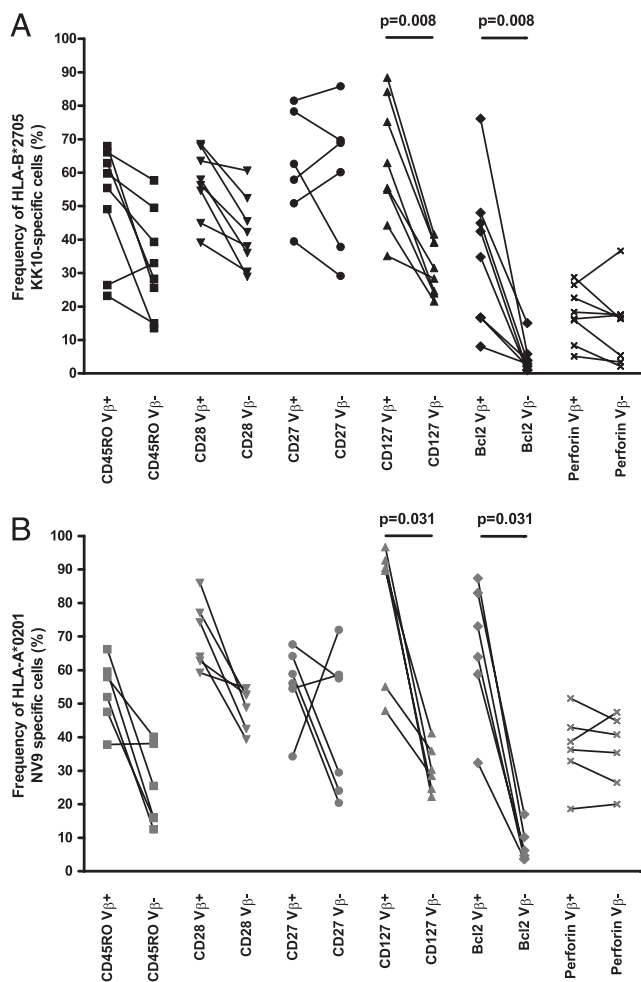 A
p=0.008
p=0.008
100
90
80
70
60
50
40
30
20
10
0
Frequency of HLA-B*2705
KK10-specific cells (%)
CD45RO Vβ+
CD45RO Vβ-
CD28 Vβ+
CD28 Vβ-
CD27 Vβ+
CD27 Vβ-
CD127 Vβ+
CD127 Vβ-
Bcl2 Vβ+
Bcl2 Vβ-
Perforin Vβ+
Perforin Vβ-
B
p=0.031
p=0.031
100
90
80
70
60
50
40
30
20
10
0
Frequency of HLA-A*0201
NV9 specific cells (%)
CD45RO Vβ+
CD45RO Vβ-
CD28 Vβ+
CD28 Vβ-
CD27 Vβ+
CD27 Vβ-
CD127 Vβ+
CD127 Vβ-
Bcl2 Vβ+
Bcl2 Vβ-
Perforin Vβ+
Perforin Vβ-